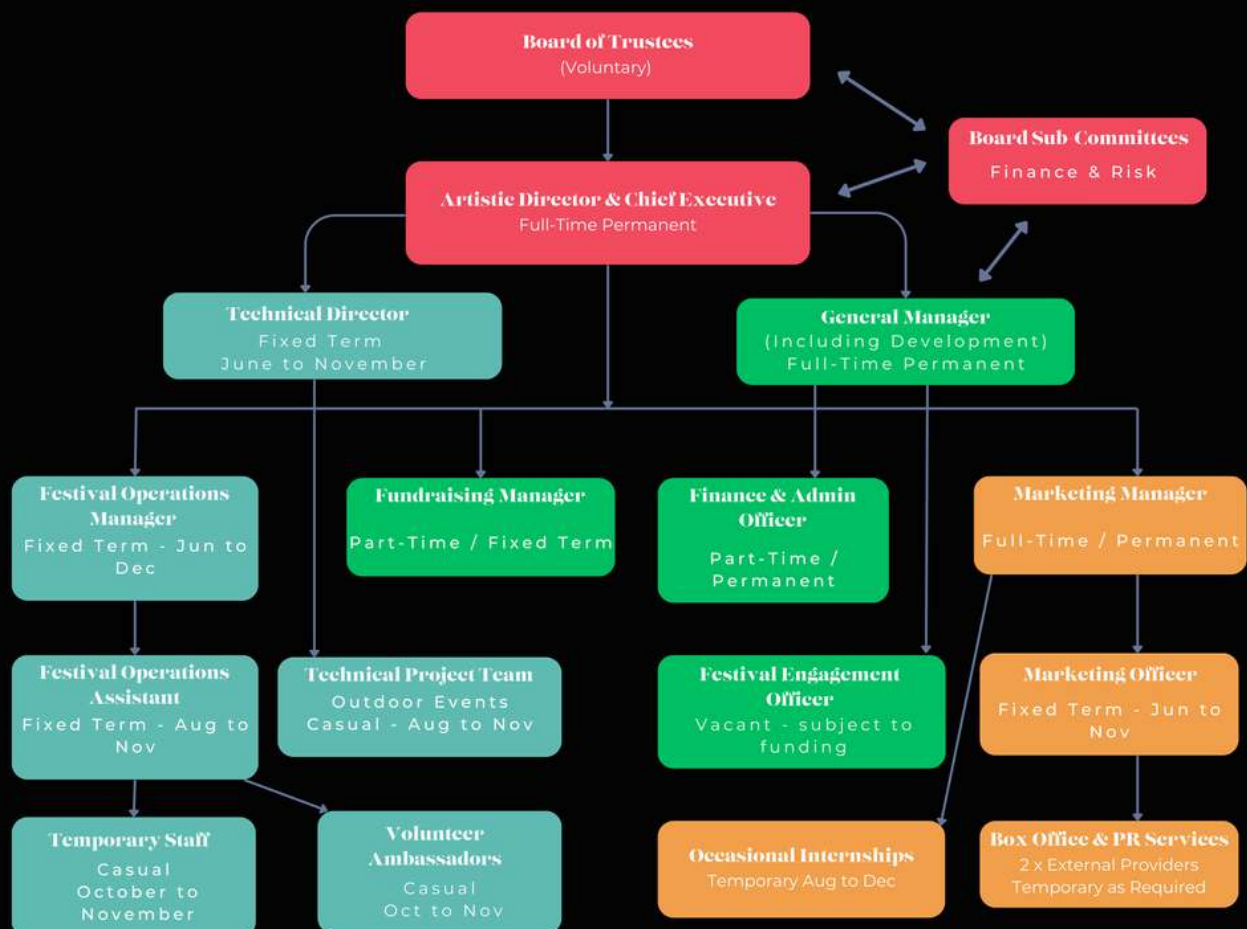 Board of Trustees
(Voluntary)
Board Sub-Committees
Finance & Risk
Artistic Director & Chief Executive
Full-Time Permanent
Technical Director
Fixed Term
June to November
General Manager
(Including Development)
Full-Time Permanent
Festival Operations
Manager
Fixed Term - Jun to
Dec
Fundraising Manager
Part-Time / Fixed Term
Finance & Admin
Officer
Part-Time /
Permanent
Marketing Manager
Full-Time / Permanent
Festival Operations
Assistant
Fixed Term - Aug to
Nov
Technical Project Team
Outdoor Events
Casual - Aug to Nov
Festival Engagement
Officer
Vacant - subject to
funding
Marketing Officer
Fixed Term - Jun to
Nov
Temporary Staff
Casual
October to
November
Volunteer
Ambassadors
Casual
Oct to Nov
Occasional Internships
Temporary Aug to Dec
Box Office & PR Services
2 x External Providers
Temporary as Required